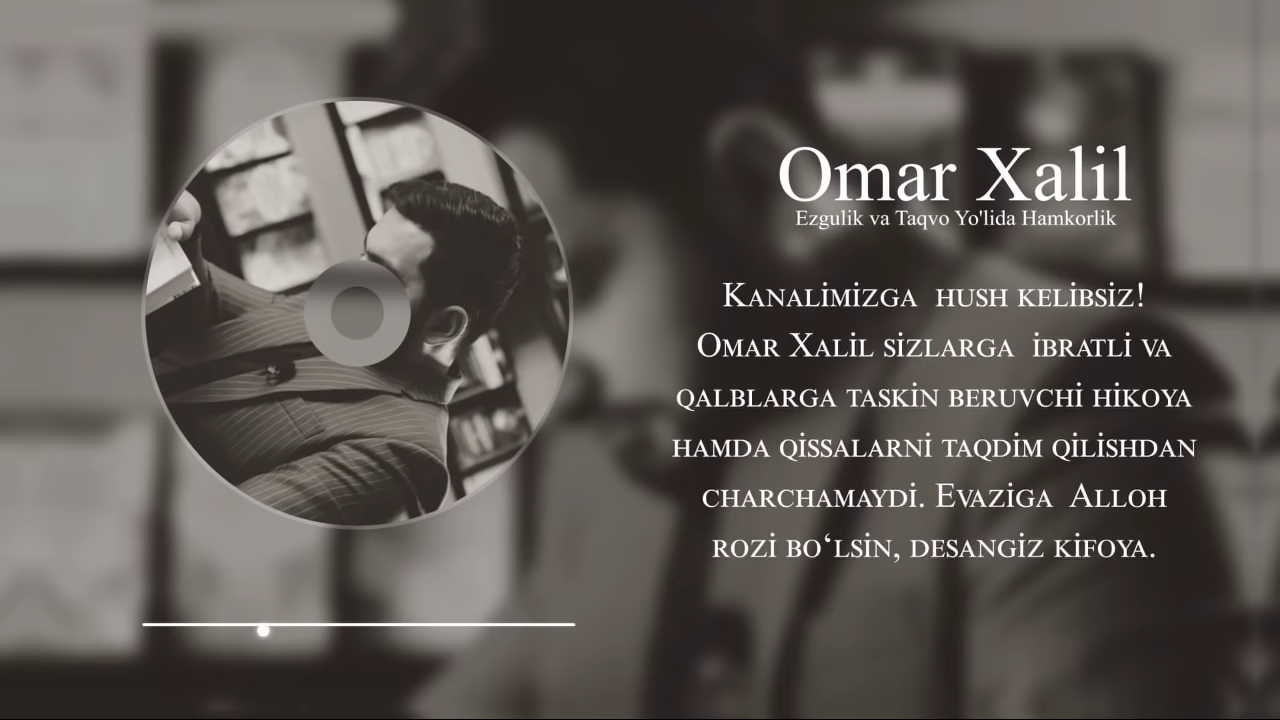 Omar Xalil
Ezgulik va Taqvo Yo'lida Hamkorlik
Kanalimizga hush kelibsiz!
Omar Xalil sizlarga ibratli va
qalblarga taskin beruvchi hikoya
hamda qissalarni taqdim qilishdan
charchamaydi. Evaziga Alloh
rozi bo‘lsin, desangiz kifoya.